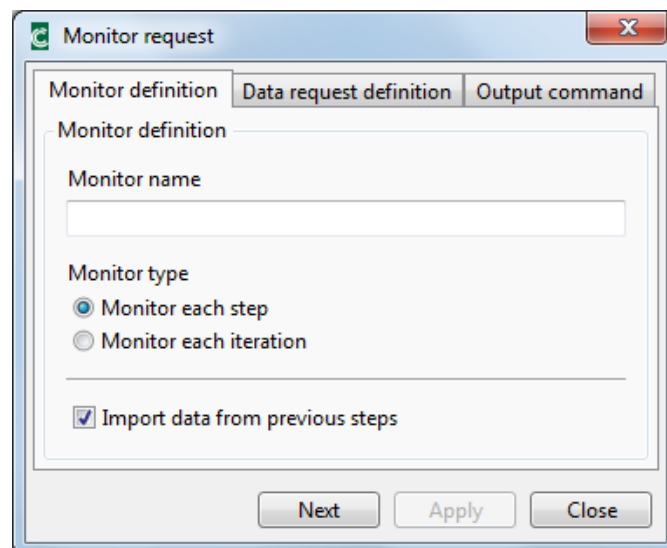 Monitor request
Monitor definition Data request definition Output command
Monitor definition
Monitor name
Monitor type
Monitor each step
Monitor each iteration
Import data from previous steps
Next Apply Close